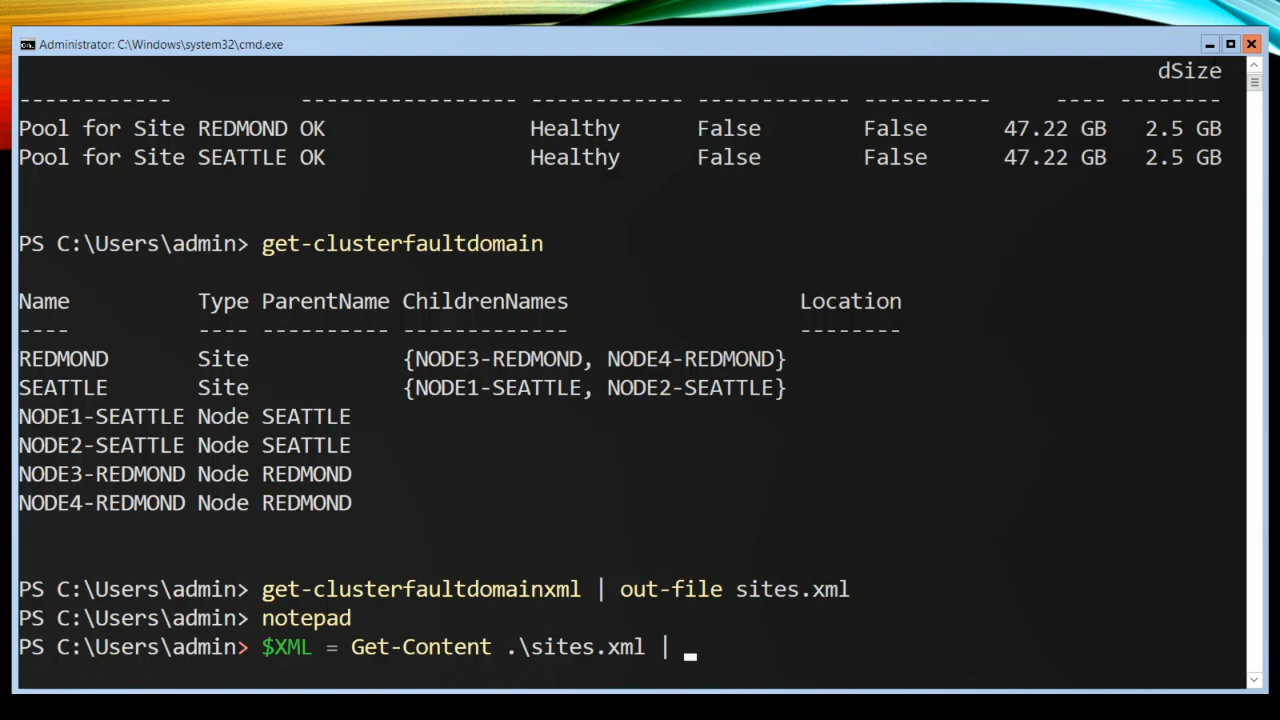 Administrator: C:\Windows\system32\cmd.exe
dSize
------------ ----------------- ------------ ------------ ---------- ---- --------
Pool for Site REDMOND OK Healthy False False 47.22 GB 2.5 GB
Pool for Site SEATTLE OK Healthy False False 47.22 GB 2.5 GB
PS C:\Users\admin> get-clusterfaultdomain
Name Type ParentName ChildrenNames Location
---- ---- ---------- ------------- --------
REDMOND Site {NODE3-REDMOND, NODE4-REDMOND}
SEATTLE Site {NODE1-SEATTLE, NODE2-SEATTLE}
NODE1-SEATTLE Node SEATTLE
NODE2-SEATTLE Node SEATTLE
NODE3-REDMOND Node REDMOND
NODE4-REDMOND Node REDMOND
PS C:\Users\admin> get-clusterfaultdomainxml | out-file sites.xml
PS C:\Users\admin> notepad
PS C:\Users\admin> $XML = Get-Content .\sites.xml | _